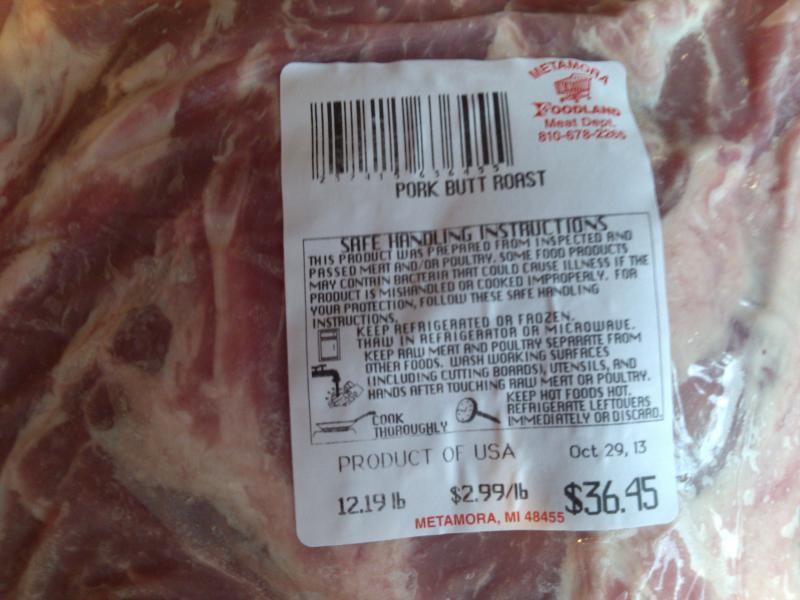 METAMORA
FOODLAND
Meat Dept.
810-678-2266
PORK BUTT ROAST
SAFE HANDLING INSTRUCTIONS
THIS PRODUCT WAS PREPARED FROM INSPECTED AND
PASSED MEAT AND/OR POULTRY. SOME FOOD PRODUCTS
MAY CONTAIN BACTERIA THAT COULD CAUSE ILLNESS IF THE
PRODUCT IS MISHANDLED OR COOKED IMPROPERLY. FOR
YOUR PROTECTION, FOLLOW THESE SAFE HANDLING
INSTRUCTIONS.
KEEP REFRIGERATED OR FROZEN.
THAW IN REFRIGERATOR OR MICROWAVE.
KEEP RAW MEAT AND POULTRY SEPARATE FROM
OTHER FOODS. WASH WORKING SURFACES
(INCLUDING CUTTING BOARDS), UTENSILS, AND
HANDS AFTER TOUCHING RAW MEAT OR POULTRY.
COOK
THOROUGHLY
KEEP HOT FOODS HOT.
REFRIGERATE LEFTOVERS
IMMEDIATELY OR DISCARD.
PRODUCT OF USA
Oct 29, 13
12.19 lb
$2.99/lb
$36.45
METAMORA, MI 48455